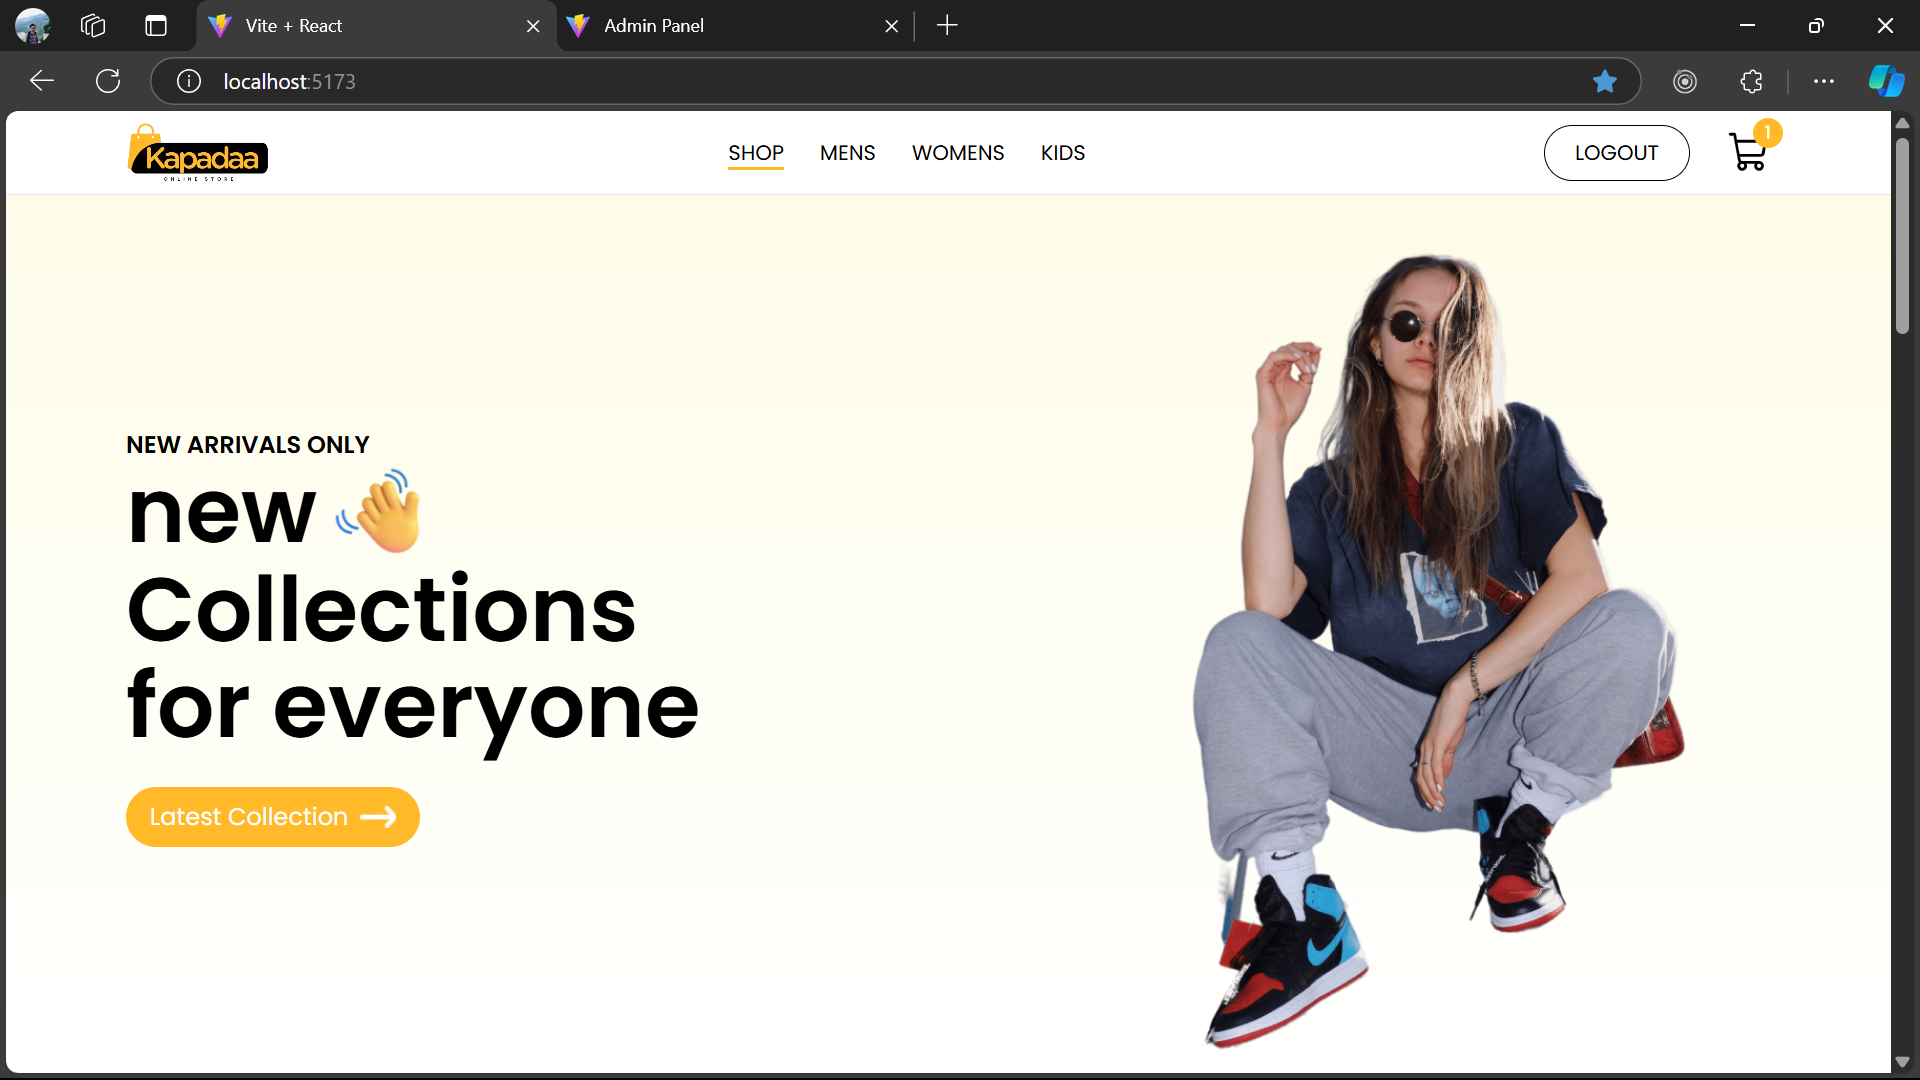 Vite + React
Admin Panel
localhost:5173
Kapadaa
ONLINE STORE
SHOP MENS WOMENS KIDS
LOGOUT
1
NEW ARRIVALS ONLY
new 👋
Collections
for everyone
Latest Collection →